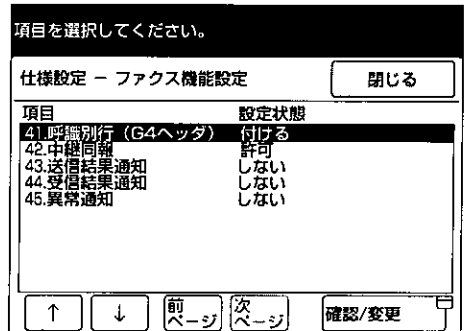 項目を選択してください。
仕様設定 － ファクス機能設定 閉じる
項目 設定状態
41.呼識別行（G4ヘッダ） 付ける
42.中継同報 許可
43.送信結果通知 しない
44.受信結果通知 しない
45.異常通知 しない
↑ ↓ 前ページ 次ページ 確認/変更